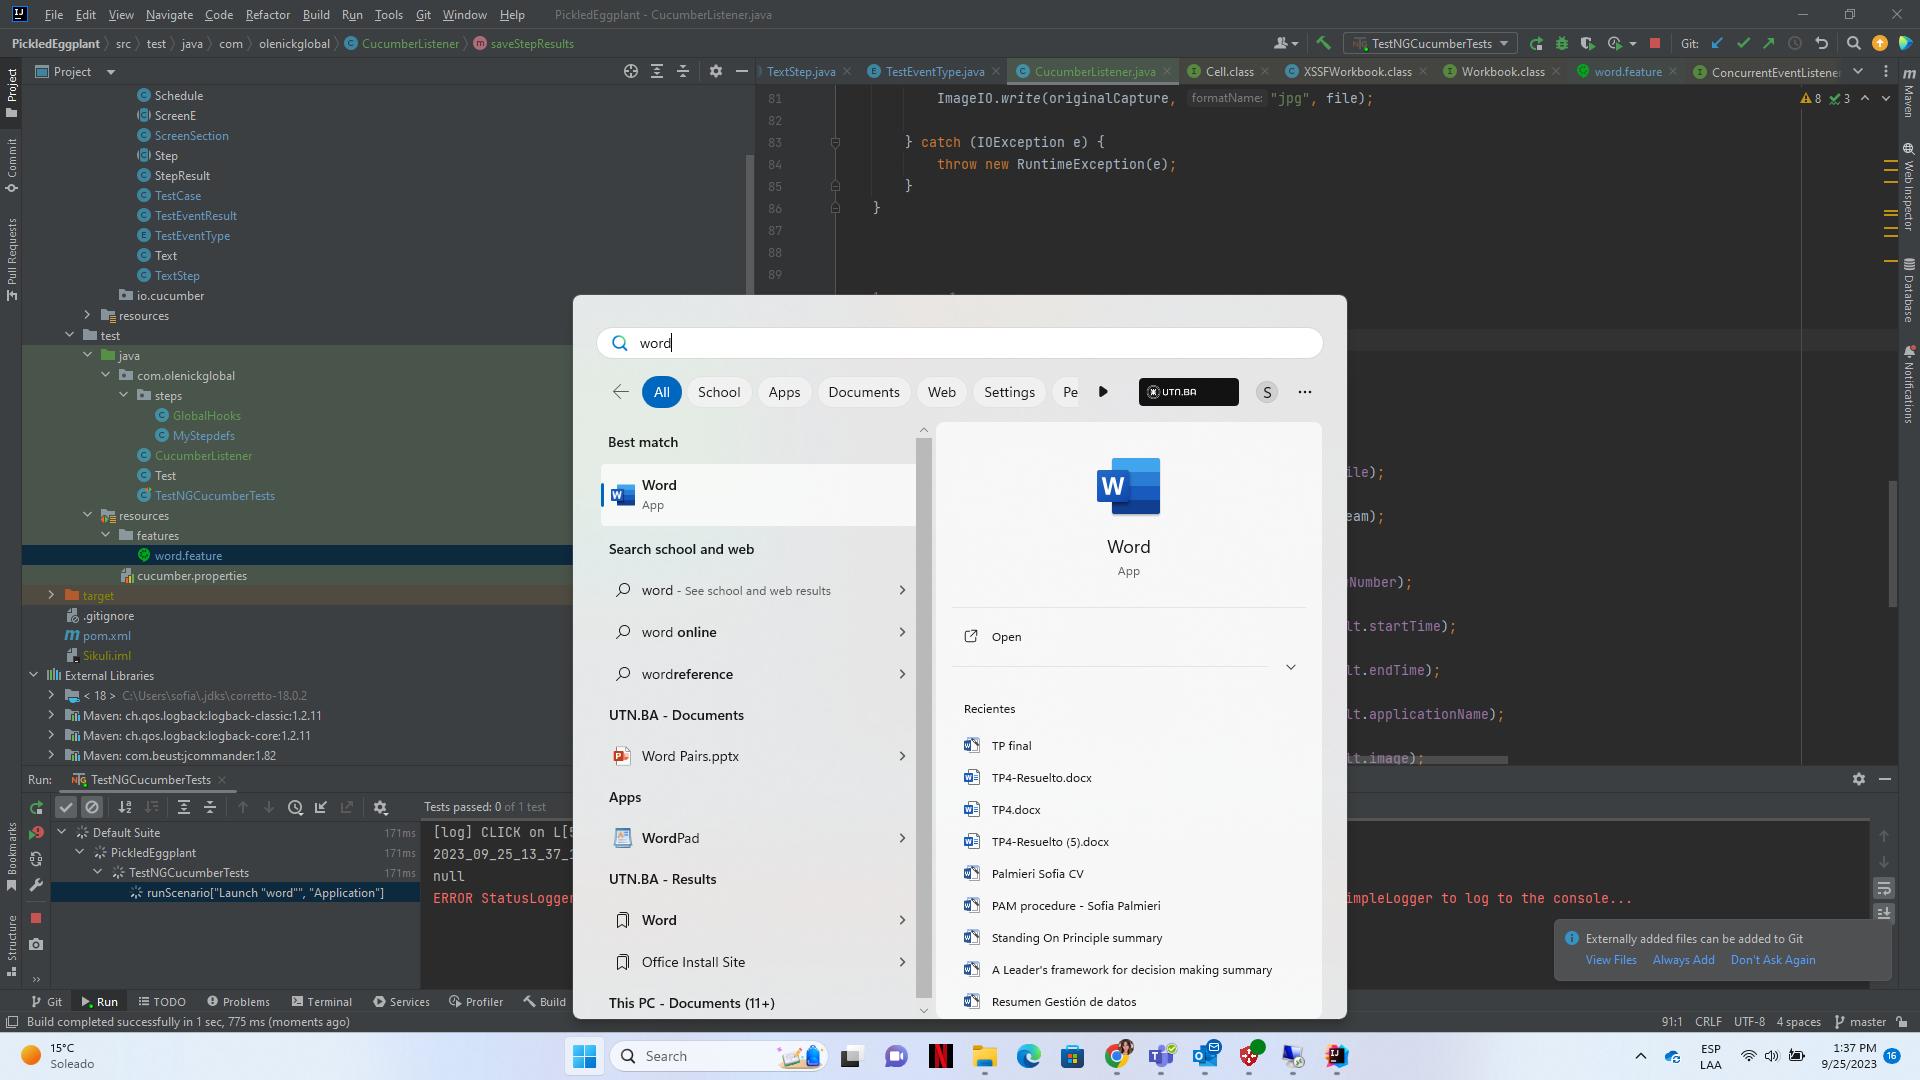 File Edit View Navigate Code Refactor Build Run Tools Git Window Help PickledEggplant - CucumberListener.java
PickledEggplant src test java com olenickglobal CucumberListener saveStepResults TestNGCucumberTests Git:
Project
TextStep.java TestEventType.java CucumberListener.java Cell.class XSSFWorkbook.class Workbook.class word.feature ConcurrentEventListene
Project
Commit
Pull Requests
Bookmarks
Structure
Maven
Web Inspector
Database
Notifications
Schedule
ScreenE
ScreenSection
Step
StepResult
TestCase
TestEventResult
TestEventType
Text
TextStep
io.cucumber
resources
test
java
com.olenickglobal
steps
GlobalHooks
MyStepdefs
CucumberListener
Test
TestNGCucumberTests
resources
features
word.feature
cucumber.properties
target
.gitignore
pom.xml
Sikuli.iml
External Libraries
< 18 > C:\Users\sofia\.jdks\corretto-18.0.2
Maven: ch.qos.logback:logback-classic:1.2.11
Maven: ch.qos.logback:logback-core:1.2.11
Maven: com.beust:jcommander:1.82
81 ImageIO.write(originalCapture, formatName: "jpg", file);
82
83 } catch (IOException e) {
84 throw new RuntimeException(e);
85 }
86 }
87
88
89
8 3
ile);
eam);
Number);
lt.startTime);
lt.endTime);
lt.applicationName);
lt.image);
word
All School Apps Documents Web Settings Pe UTN.BA S
Best match
Word
App
Search school and web
word - See school and web results
word online
wordreference
UTN.BA - Documents
Word Pairs.pptx
Apps
WordPad
UTN.BA - Results
Word
Office Install Site
This PC - Documents (11+)
W
Word
App
Open
Recientes
TP final
TP4-Resuelto.docx
TP4.docx
TP4-Resuelto (5).docx
Palmieri Sofia CV
PAM procedure - Sofia Palmieri
Standing On Principle summary
A Leader's framework for decision making summary
Resumen Gestión de datos
Run: TestNGCucumberTests
Tests passed: 0 of 1 test
Default Suite 171ms
PickledEggplant 171ms
TestNGCucumberTests 171ms
runScenario["Launch "word"", "Application"]
[log] CLICK on L[
2023_09_25_13_37_
null
ERROR StatusLogger
impleLogger to log to the console...
Externally added files can be added to Git
View Files Always Add Don't Ask Again
Git Run TODO Problems Terminal Services Profiler Build
Build completed successfully in 1 sec, 775 ms (moments ago)
91:1 CRLF UTF-8 4 spaces master
15°C
Soleado
Search
ESP
LAA
1:37 PM
9/25/2023
16